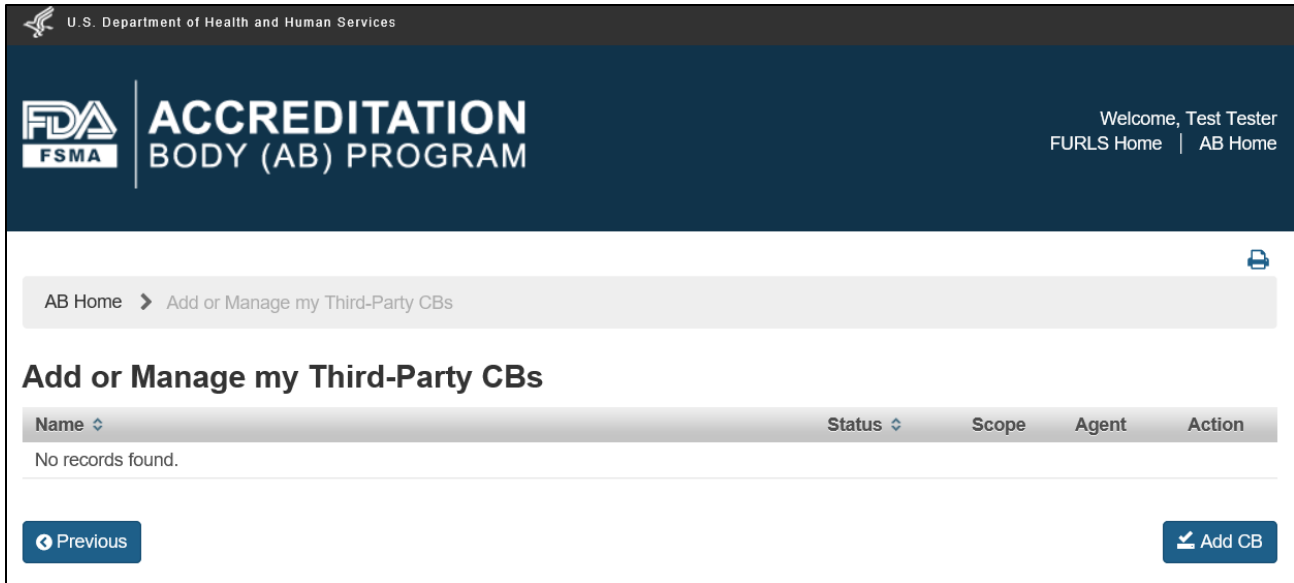 U.S. Department of Health and Human Services
FDA
FSMA
ACCREDITATION
BODY (AB) PROGRAM
Welcome, Test Tester
FURLS Home | AB Home
AB Home > Add or Manage my Third-Party CBs
Add or Manage my Third-Party CBs
Name Status Scope Agent Action
No records found.
Previous Add CB